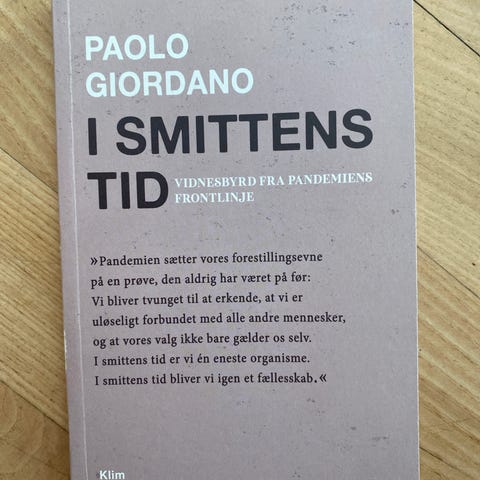 PAOLO
GIORDANO
I SMITTENS
TID
VIDNESBYRD FRA PANDEMIENS
FRONTLINJE
»Pandemien sætter vores forestillingsevne
på en prøve, den aldrig har været på før:
Vi bliver tvunget til at erkende, at vi er
uløseligt forbundet med alle andre mennesker,
og at vores valg ikke bare gælder os selv.
I smittens tid er vi én eneste organisme.
I smittens tid bliver vi igen et fællesskab.«
Klim